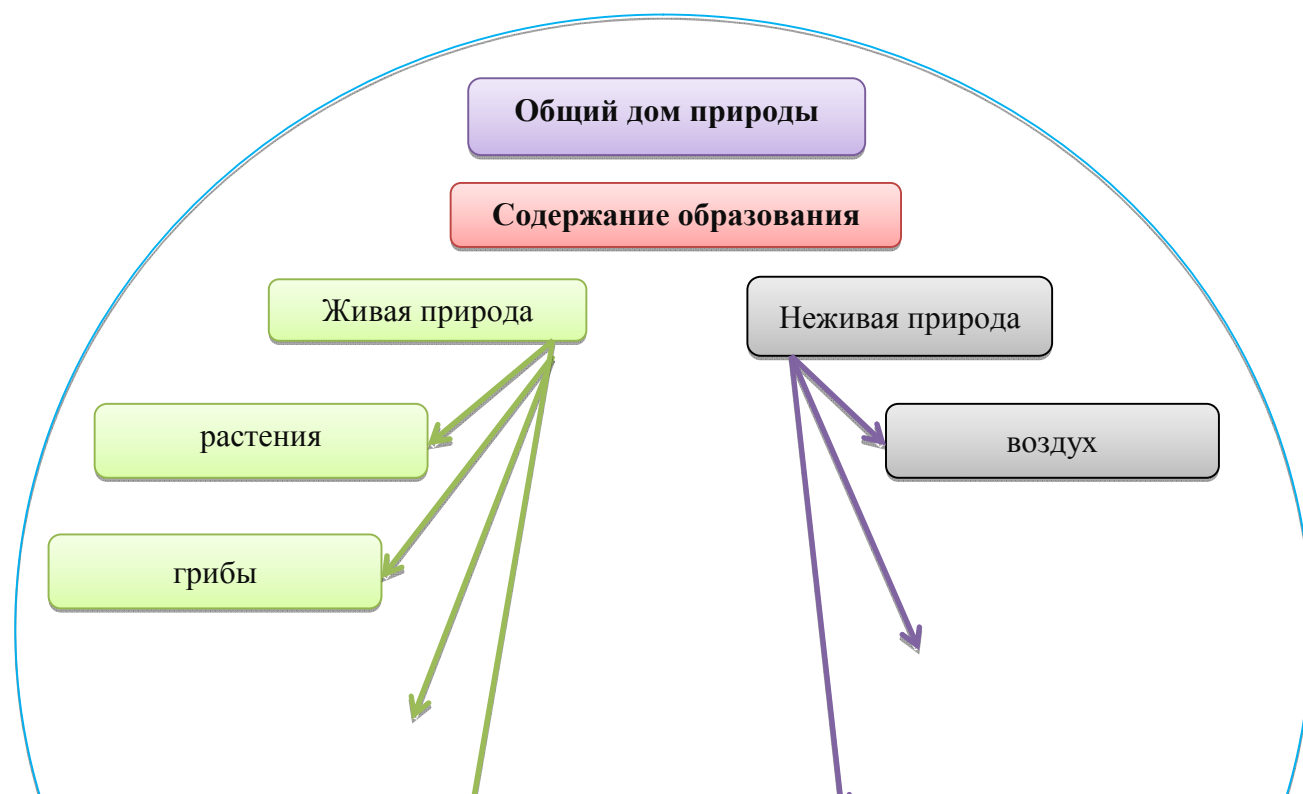 Общий дом природы
Содержание образования
Живая природа
Неживая природа
растения
воздух
грибы